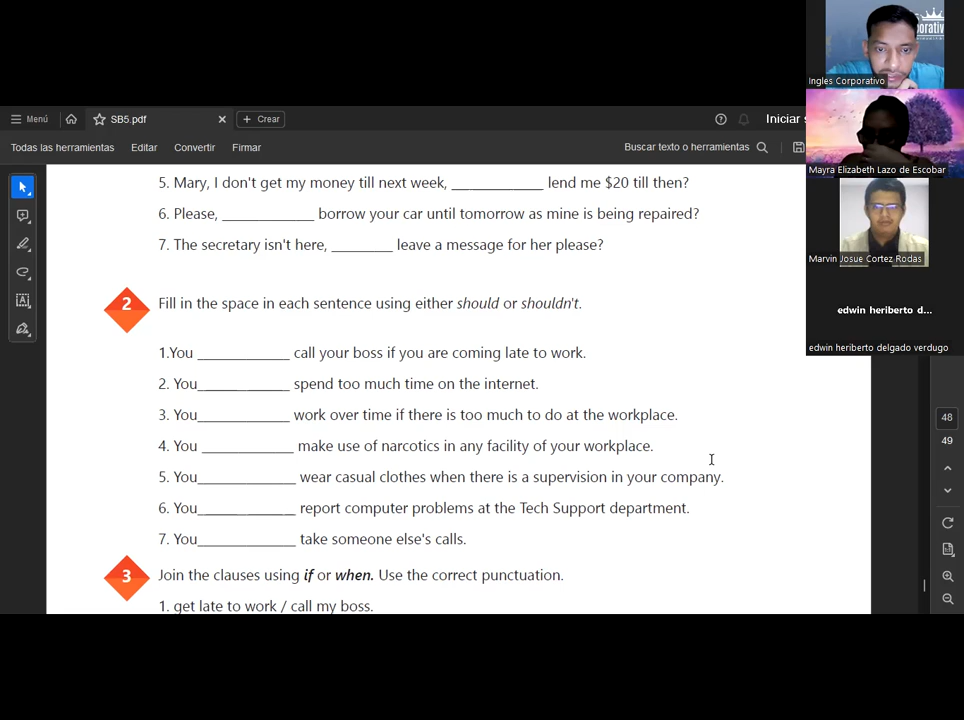 Menú
SB5.pdf
Crear
Iniciar s
Todas las herramientas
Editar
Convertir
Firmar
Buscar texto o herramientas
5. Mary, I don't get my money till next week, _____________ lend me $20 till then?
6. Please, _____________ borrow your car until tomorrow as mine is being repaired?
7. The secretary isn't here, _________ leave a message for her please?
2 Fill in the space in each sentence using either should or shouldn't.
1.You _____________ call your boss if you are coming late to work.
2. You_____________ spend too much time on the internet.
3. You______________ work over time if there is too much to do at the workplace.
4. You _____________ make use of narcotics in any facility of your workplace.
5. You______________ wear casual clothes when there is a supervision in your company.
6. You______________ report computer problems at the Tech Support department.
7. You______________ take someone else's calls.
3 Join the clauses using if or when. Use the correct punctuation.
1. get late to work / call my boss.
48
49
Ingles Corporativo
Mayra Elizabeth Lazo de Escobar
Marvin Josue Cortez Rodas
edwin heriberto d...
edwin heriberto delgado verdugo